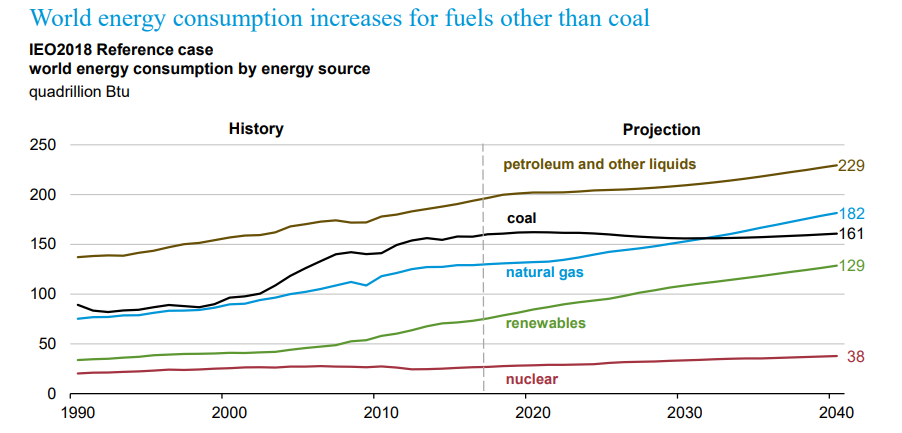 World energy consumption increases for fuels other than coal
IEO2018 Reference case
world energy consumption by energy source
quadrillion Btu
History
Projection
250
200
150
100
50
0
petroleum and other liquids
coal
natural gas
renewables
nuclear
229
182
161
129
38
1990
2000
2010
2020
2030
2040